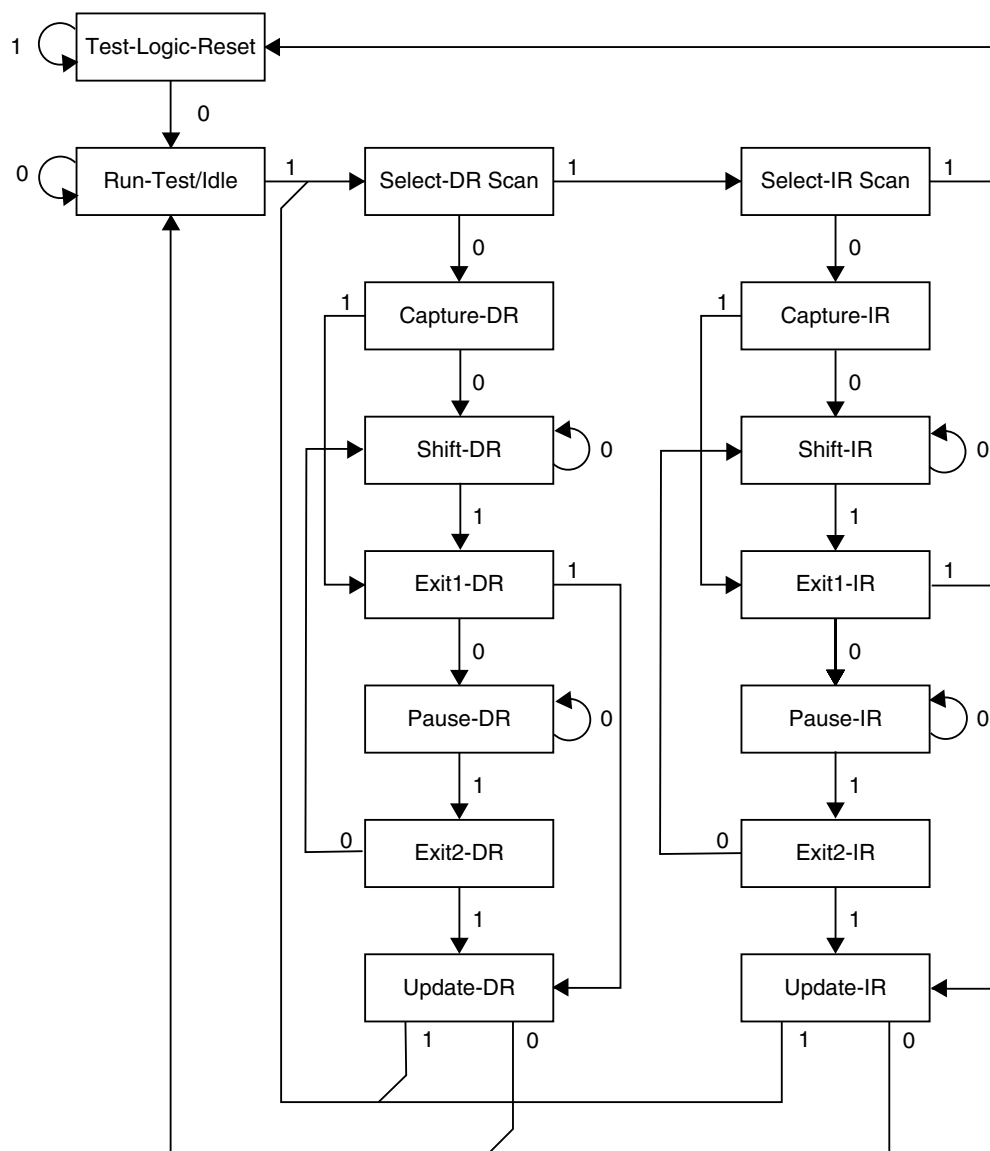 1
Test-Logic-Reset
0
0
Run-Test/Idle
1
Select-DR Scan
1
Select-IR Scan
1
0
0
1
Capture-DR
1
Capture-IR
0
0
Shift-DR
0
Shift-IR
0
1
1
Exit1-DR
1
Exit1-IR
1
0
0
Pause-DR
0
Pause-IR
0
1
1
0
Exit2-DR
0
Exit2-IR
1
1
Update-DR
Update-IR
1
0
1
0